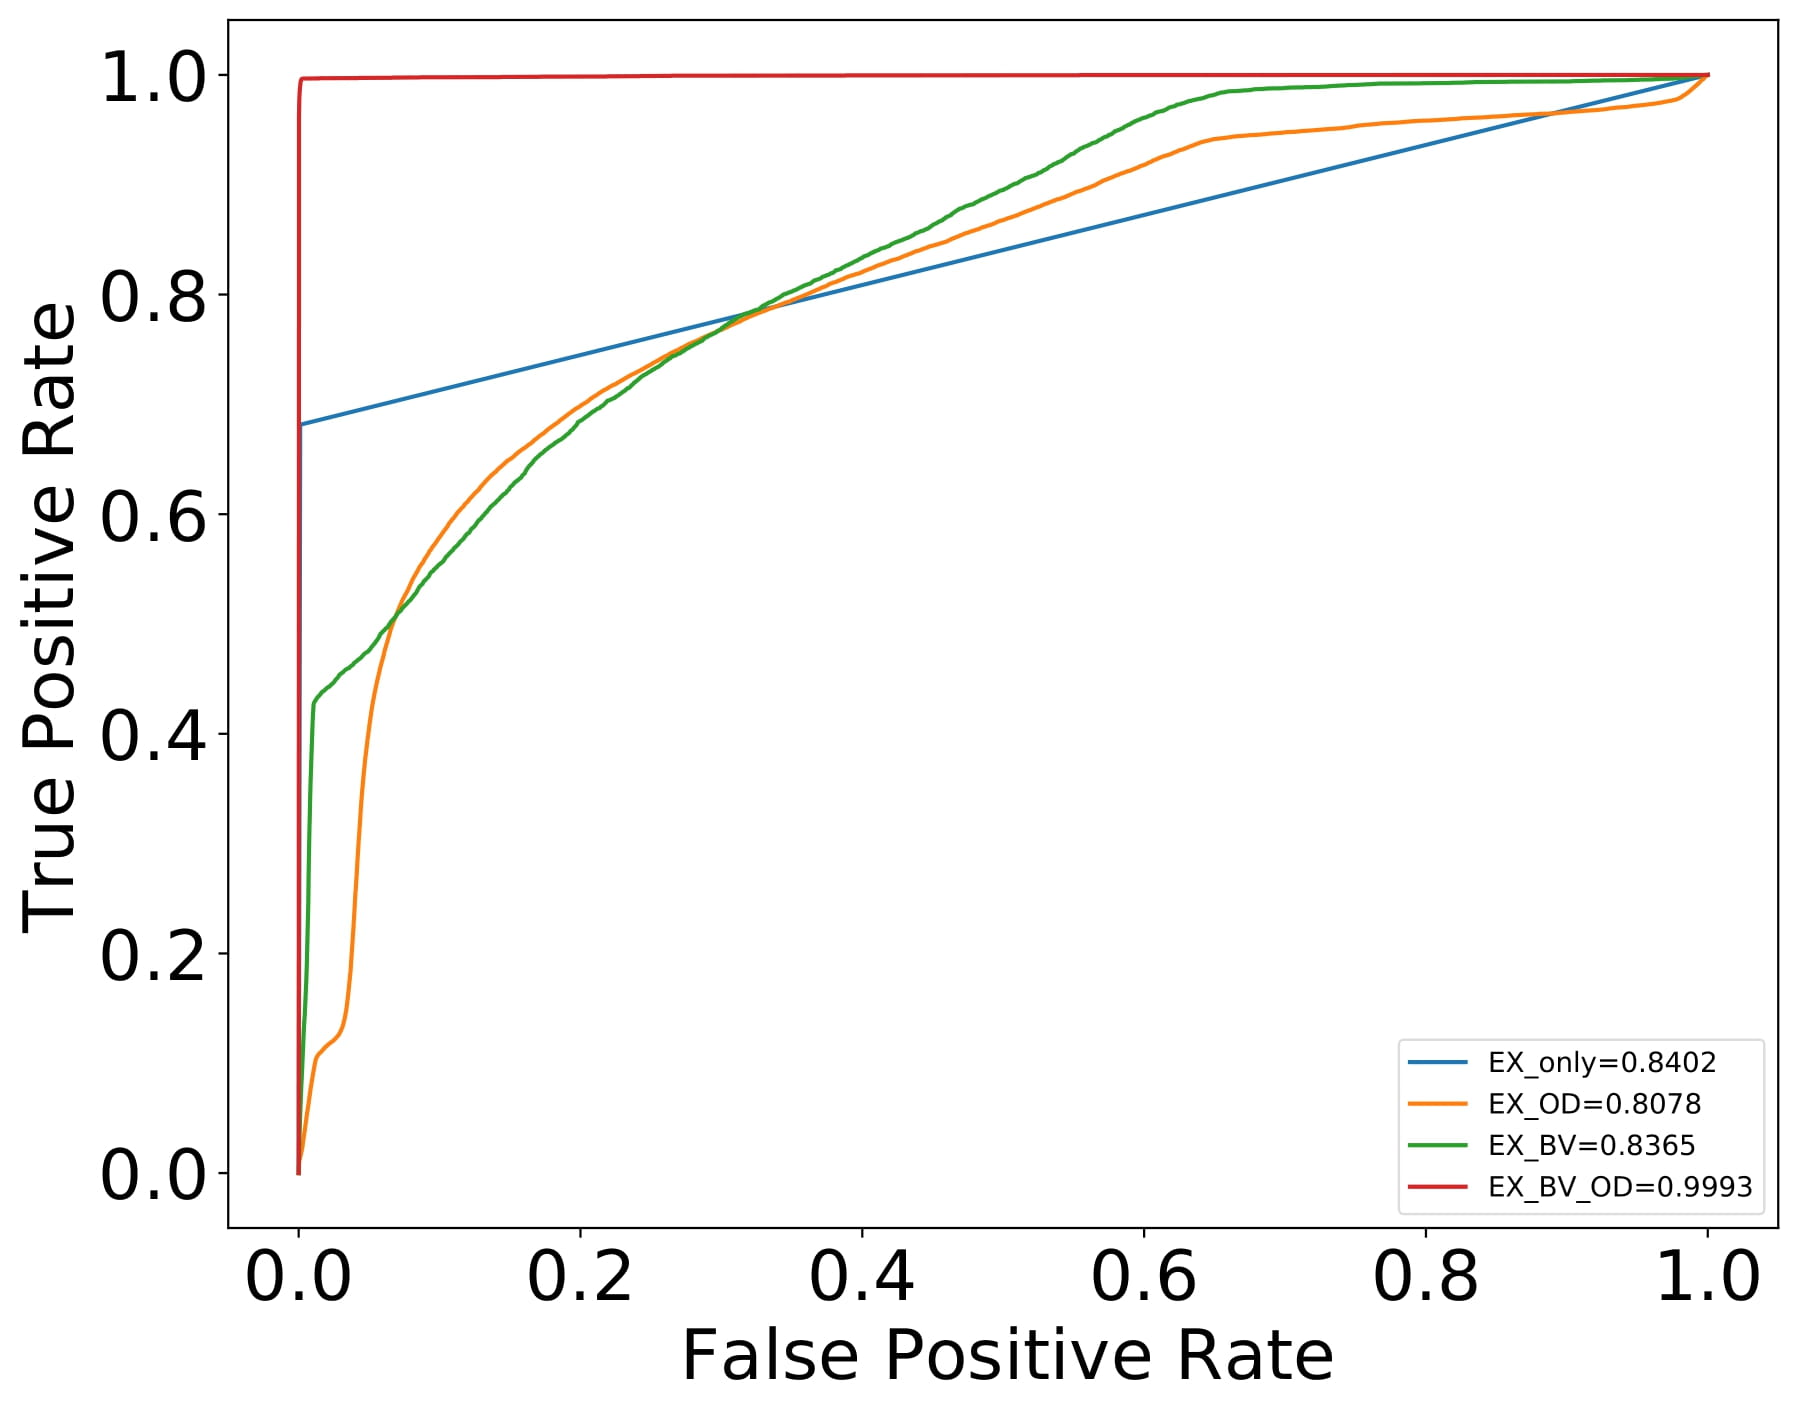 True Positive Rate
1.0
0.8
0.6
0.4
0.2
0.0
EX_only=0.8402
EX_OD=0.8078
EX_BV=0.8365
EX_BV_OD=0.9993
0.0 0.2 0.4 0.6 0.8 1.0
False Positive Rate